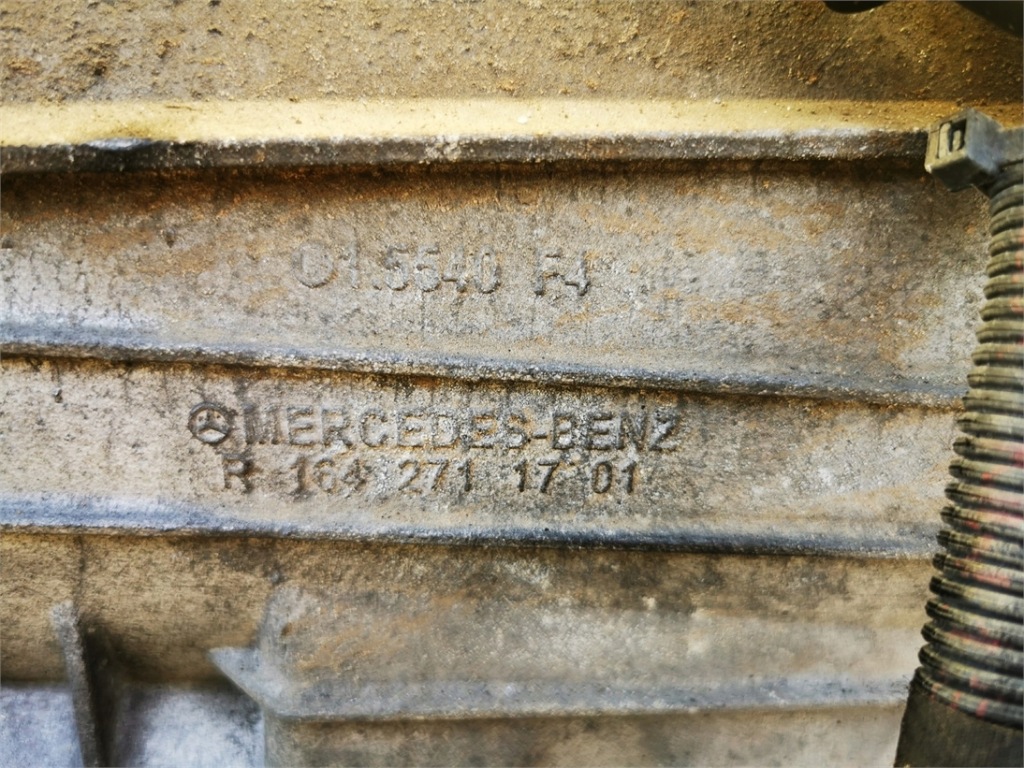 01.5540 F4
MERCEDES-BENZ
R 164 271 17 01